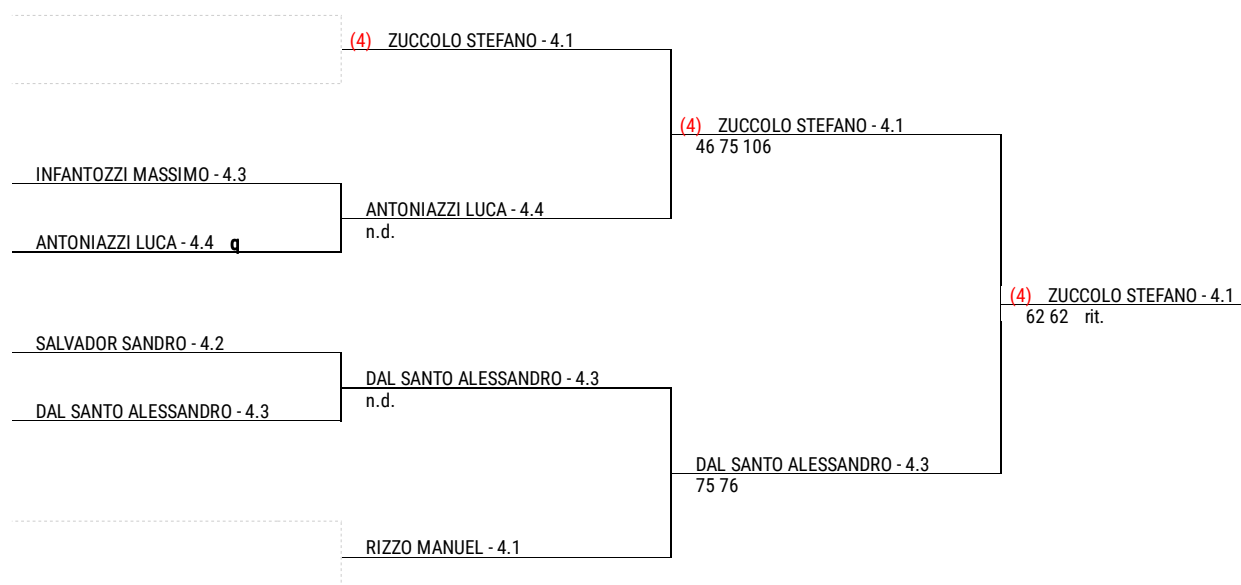 (4) ZUCCOLO STEFANO - 4.1
(4) ZUCCOLO STEFANO - 4.1
46 75 106
INFANTOZZI MASSIMO - 4.3
ANTONIAZZI LUCA - 4.4
n.d.
ANTONIAZZI LUCA - 4.4 q
(4) ZUCCOLO STEFANO - 4.1
62 62 rit.
SALVADOR SANDRO - 4.2
DAL SANTO ALESSANDRO - 4.3
n.d.
DAL SANTO ALESSANDRO - 4.3
DAL SANTO ALESSANDRO - 4.3
75 76
RIZZO MANUEL - 4.1